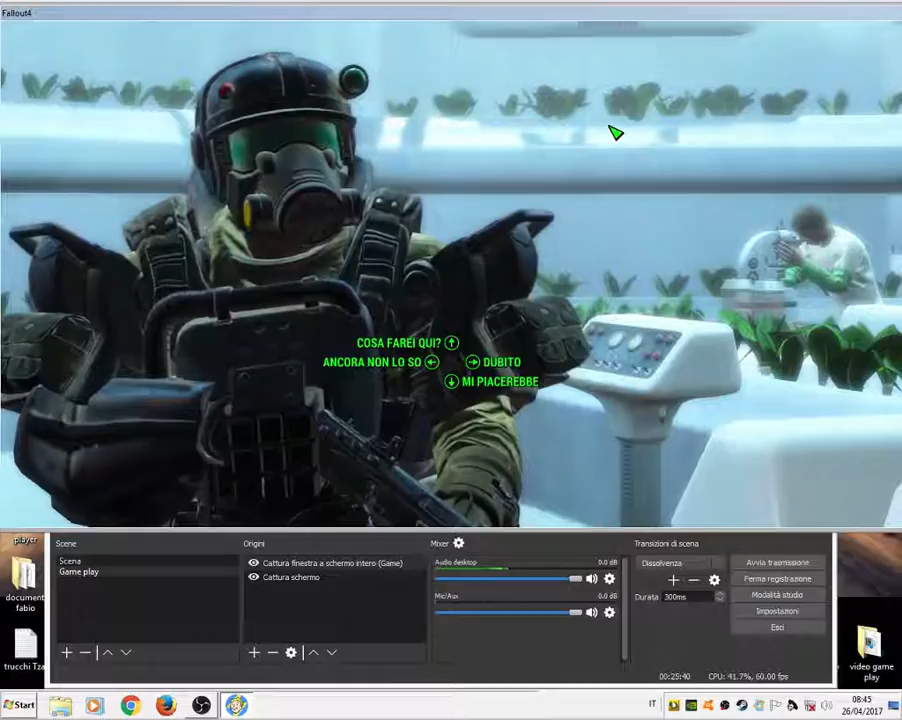 Fallout4
COSA FAREI QUI?
ANCORA NON LO SO
DUBITO
MI PIACEREBBE
player
Scene
Origini
Mixer
Transizioni di scena
Scena
Game play
Cattura finestra a schermo intero (Game)
Cattura schermo
Audio desktop
0.0 dB
Mic/Aux
0.0 dB
Dissolvenza
Durata
300ms
Avvia trasmissione
Ferma registrazione
Modalità studio
Impostazioni
Esci
document
fabio
trucchi Tza
video game
play
00:25:40
CPU: 41.7%, 60.00 fps
Start
IT
08:45
26/04/2017